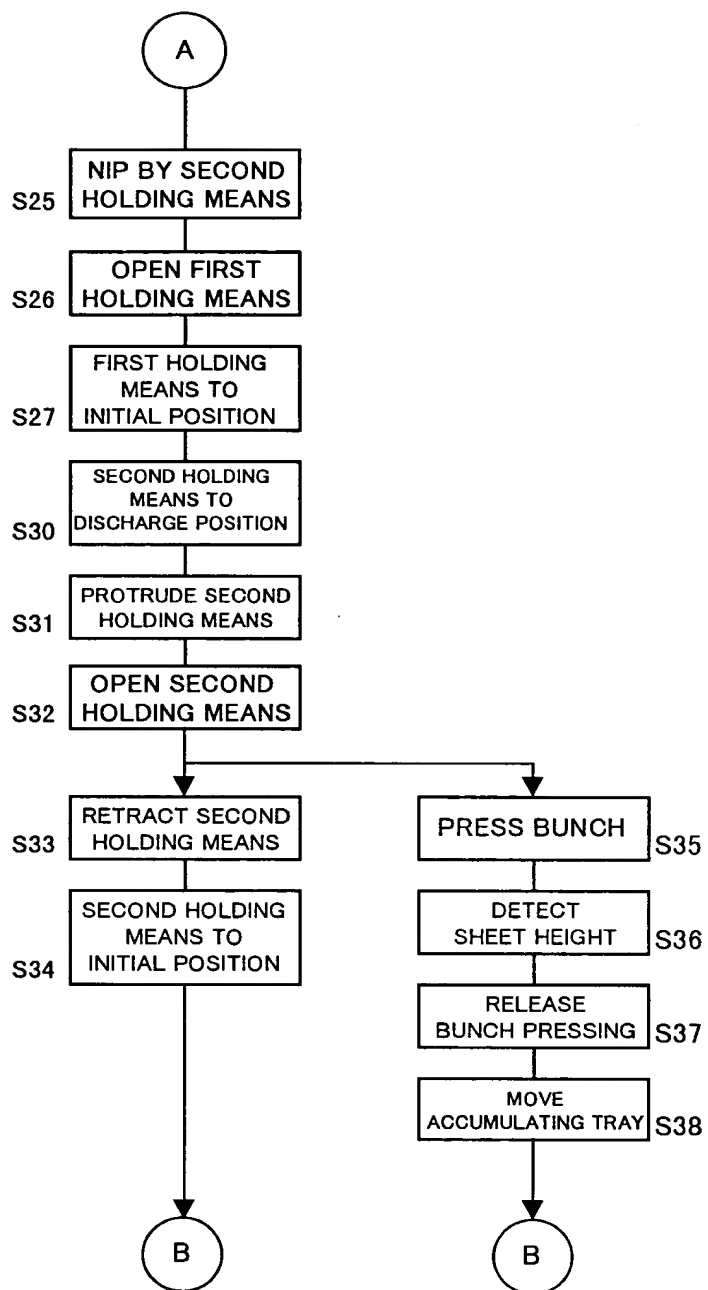 A
NIP BY SECOND
HOLDING MEANS
S25
OPEN FIRST
HOLDING MEANS
S26
FIRST HOLDING
MEANS TO
INITIAL POSITION
S27
SECOND HOLDING
MEANS TO
DISCHARGE POSITION
S30
PROTRUDE SECOND
HOLDING MEANS
S31
OPEN SECOND
HOLDING MEANS
S32
RETRACT SECOND
HOLDING MEANS
S33
SECOND HOLDING
MEANS TO
INITIAL POSITION
S34
B
PRESS BUNCH
S35
DETECT
SHEET HEIGHT
S36
RELEASE
BUNCH PRESSING
S37
MOVE
ACCUMULATING TRAY
S38
B